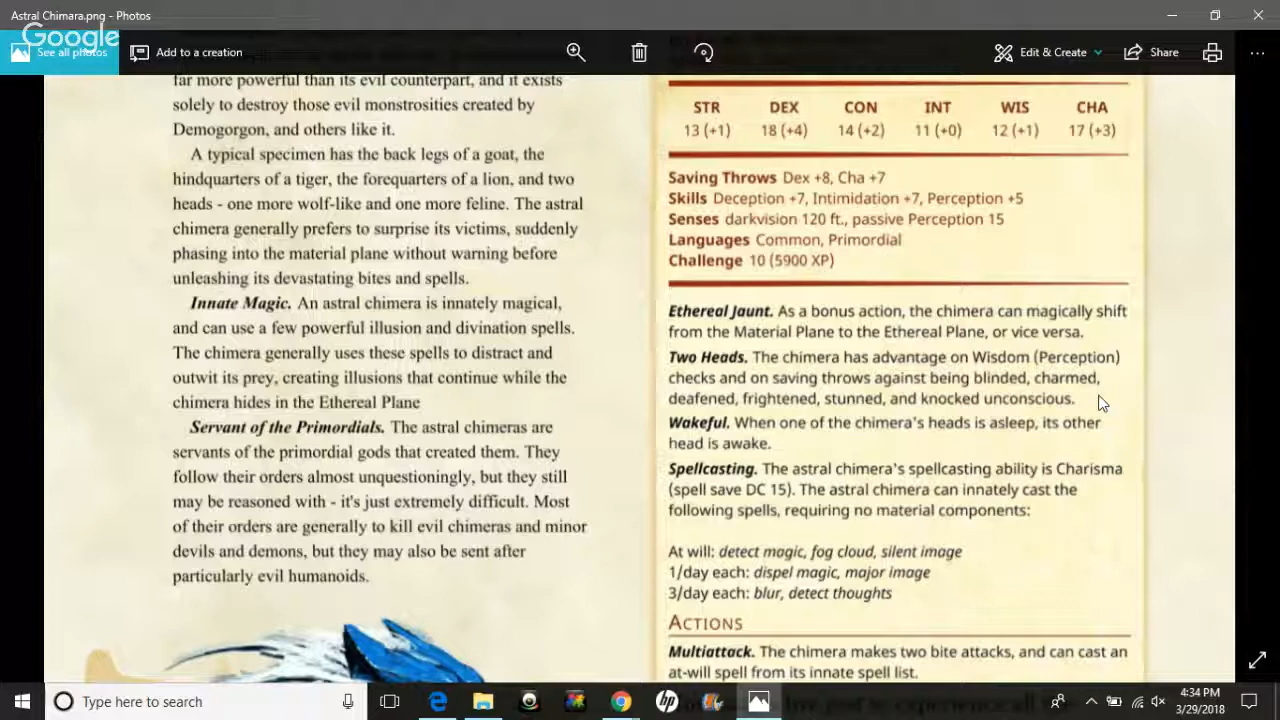 Astral Chimara.png - Photos
Google
See all photos
Add to a creation
Edit & Create
Share
far more powerful than its evil counterpart, and it exists
solely to destroy those evil monstrosities created by
Demogorgon, and others like it.
A typical specimen has the back legs of a goat, the
hindquarters of a tiger, the forequarters of a lion, and two
heads - one more wolf-like and one more feline. The astral
chimera generally prefers to surprise its victims, suddenly
phasing into the material plane without warning before
unleashing its devastating bites and spells.
Innate Magic. An astral chimera is innately magical,
and can use a few powerful illusion and divination spells.
The chimera generally uses these spells to distract and
outwit its prey, creating illusions that continue while the
chimera hides in the Ethereal Plane
Servant of the Primordials. The astral chimeras are
servants of the primordial gods that created them. They
follow their orders almost unquestioningly, but they still
may be reasoned with - it's just extremely difficult. Most
of their orders are generally to kill evil chimeras and minor
devils and demons, but they may also be sent after
particularly evil humanoids.
STR DEX CON INT WIS CHA
13 (+1) 18 (+4) 14 (+2) 11 (+0) 12 (+1) 17 (+3)
Saving Throws Dex +8, Cha +7
Skills Deception +7, Intimidation +7, Perception +5
Senses darkvision 120 ft., passive Perception 15
Languages Common, Primordial
Challenge 10 (5900 XP)
Ethereal Jaunt. As a bonus action, the chimera can magically shift
from the Material Plane to the Ethereal Plane, or vice versa.
Two Heads. The chimera has advantage on Wisdom (Perception)
checks and on saving throws against being blinded, charmed,
deafened, frightened, stunned, and knocked unconscious.
Wakeful. When one of the chimera's heads is asleep, its other
head is awake.
Spellcasting. The astral chimera's spellcasting ability is Charisma
(spell save DC 15). The astral chimera can innately cast the
following spells, requiring no material components:
At will: detect magic, fog cloud, silent image
1/day each: dispel magic, major image
3/day each: blur, detect thoughts
ACTIONS
Multiattack. The chimera makes two bite attacks, and can cast an
at-will spell from its innate spell list.
Type here to search
hp
4:34 PM
3/29/2018